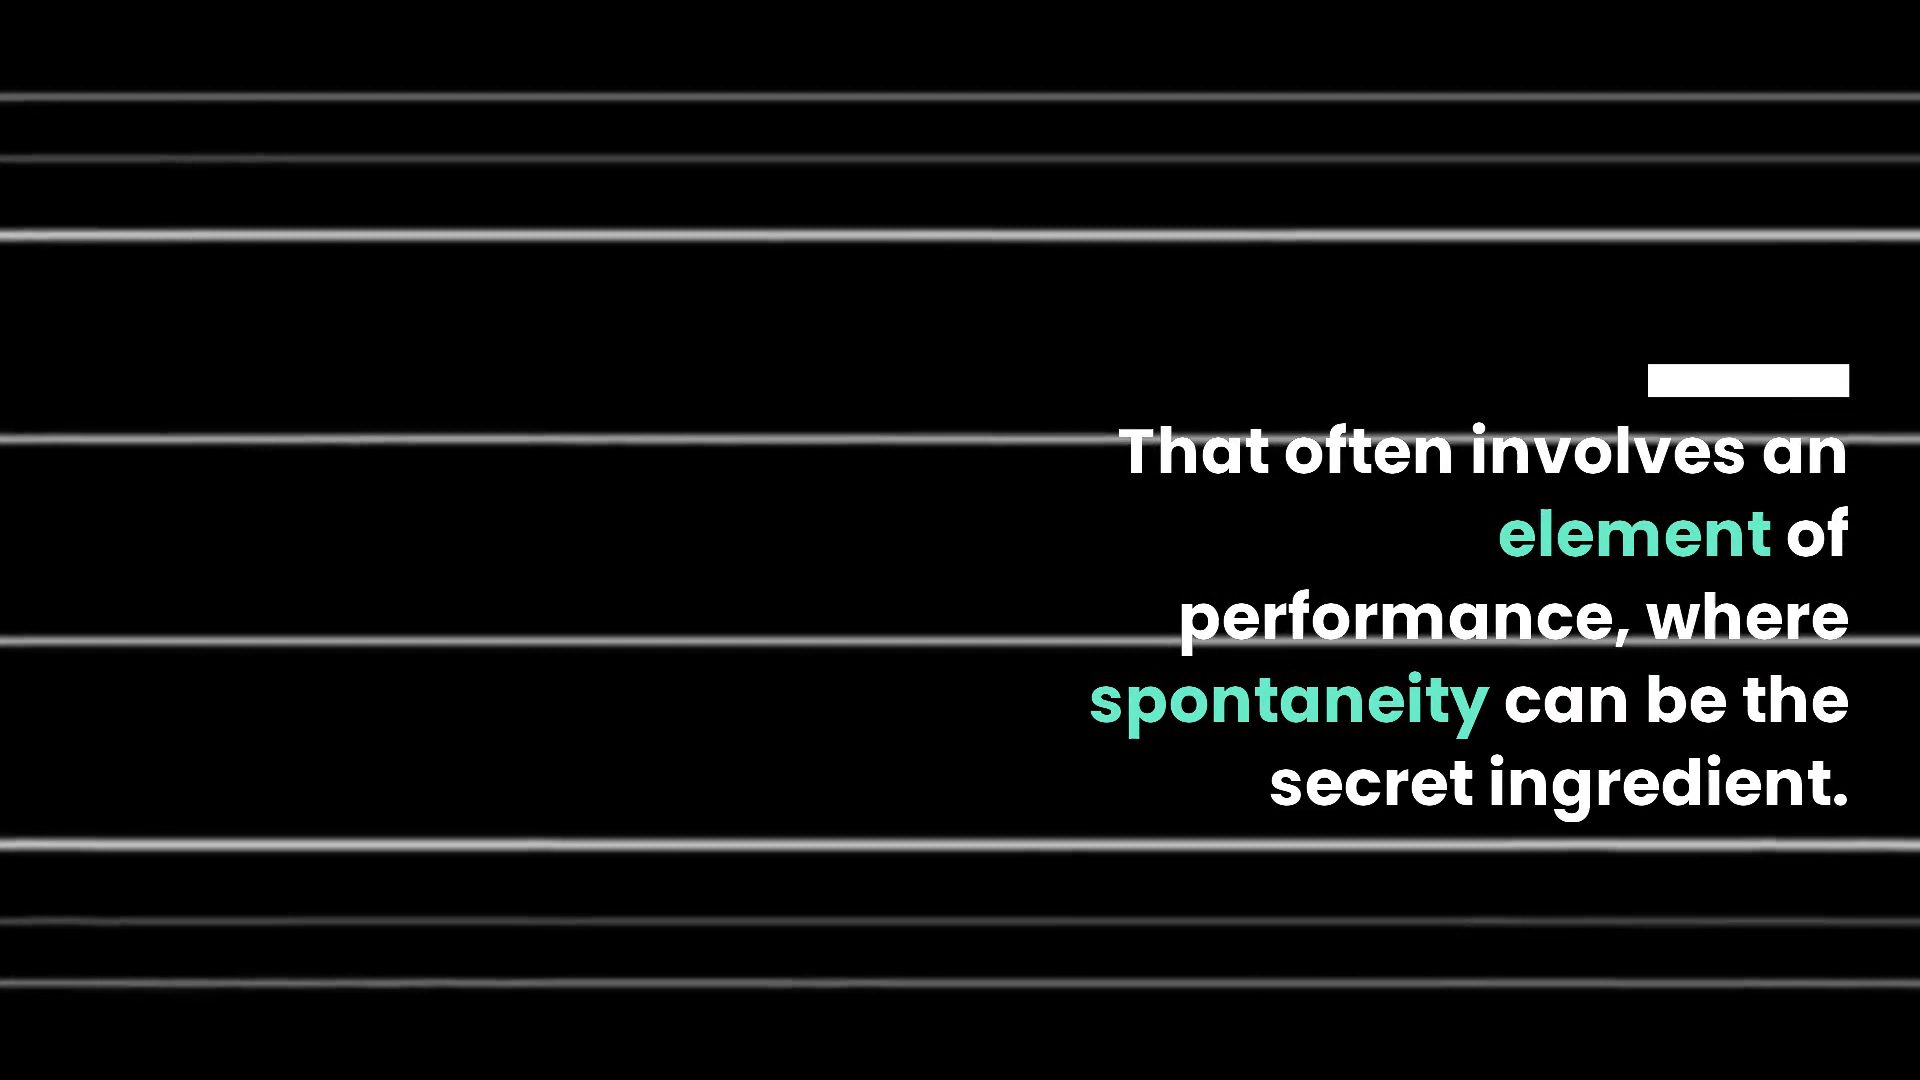 That often involves an
element of
performance, where
spontaneity can be the
secret ingredient.